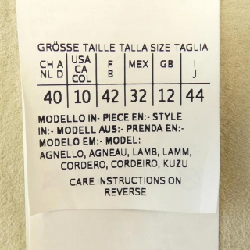 GRÖSSE TAILLE TALLA SIZE TAGLIA
CH A USA F MEX GB I
NL D CA COL B J
40 10 42 32 12 44
MODELLO IN:- PIECE EN:- STYLE
IN:- MODELL AUS:- PRENDA EN:-
MODELO EM:- MODEL:
AGNELLO, AGNEAU, LAMB, LAMM,
CORDERO, CORDEIRO, KUZU
CARE INSTRUCTIONS ON
REVERSE